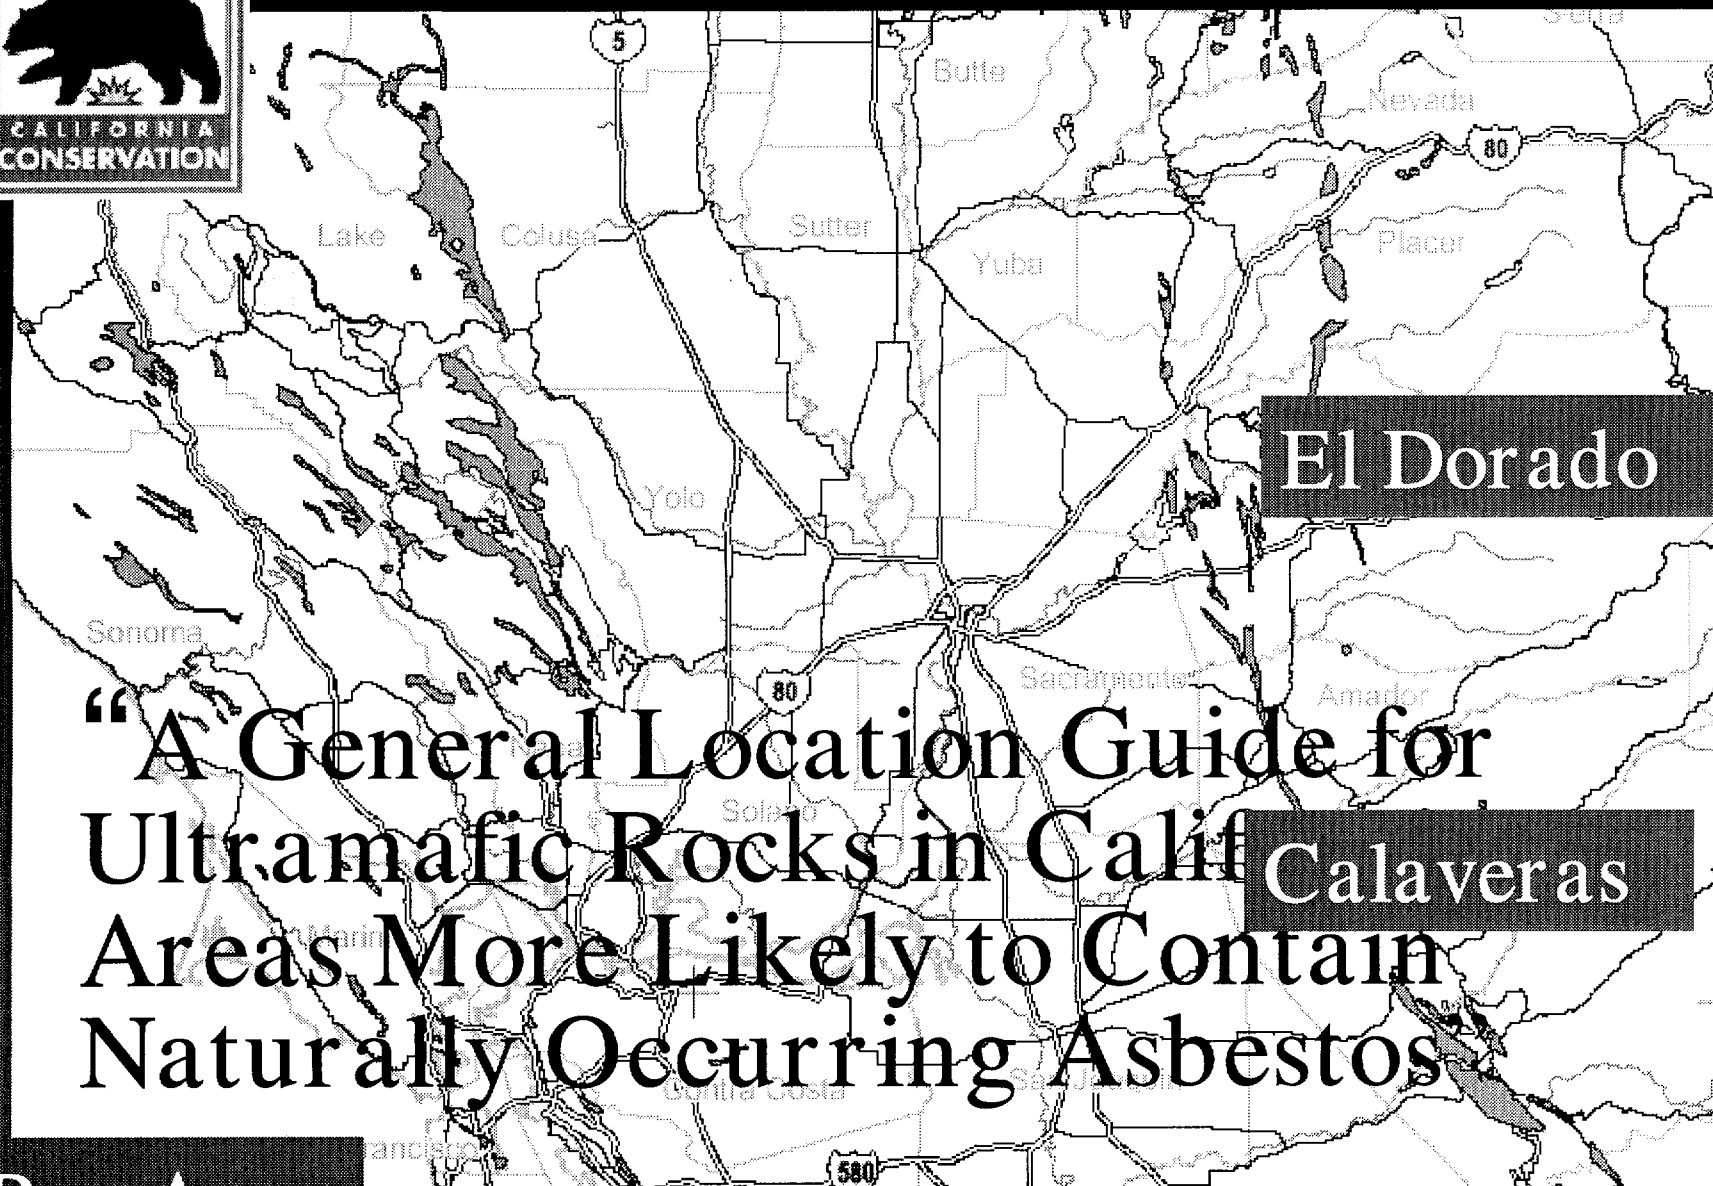 CALIFORNIA
CONSERVATION
5
Butte
Nevada
80
Lake
Colusa
Sutter
Placer
Yuba
El Dorado
Yolo
Sonoma
80
Sacramento
Amador
“A General Location Guide for
Solano
Ultramafic Rocks in Calif
Calaveras
Marin
Areas More Likely to Contain
Naturally Occurring Asbestos
Contra Costa
580